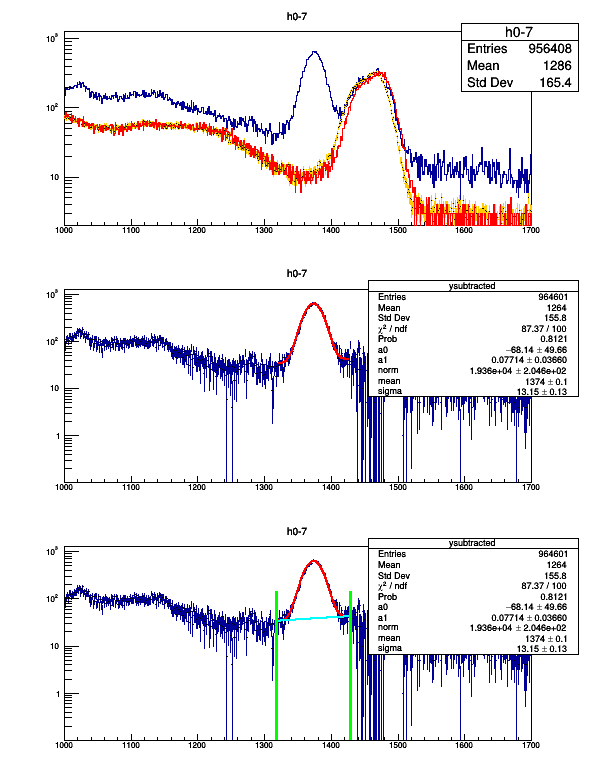 h0-7
h0-7
Entries 956408
Mean 1286
Std Dev 165.4
10³
10²
10
1000 1100 1200 1300 1400 1500 1600 1700
h0-7
ysubtracted
Entries 964601
Mean 1264
Std Dev 155.8
χ² / ndf 87.37 / 100
Prob 0.8121
a0 −68.14 ± 49.66
a1 0.07714 ± 0.03660
norm 1.936e+04 ± 2.046e+02
mean 1374 ± 0.1
sigma 13.15 ± 0.13
10³
10²
10
1
1000 1100 1200 1300 1400 1500 1600 1700
h0-7
ysubtracted
Entries 964601
Mean 1264
Std Dev 155.8
χ² / ndf 87.37 / 100
Prob 0.8121
a0 −68.14 ± 49.66
a1 0.07714 ± 0.03660
norm 1.936e+04 ± 2.046e+02
mean 1374 ± 0.1
sigma 13.15 ± 0.13
10³
10²
10
1
1000 1100 1200 1300 1400 1500 1600 1700